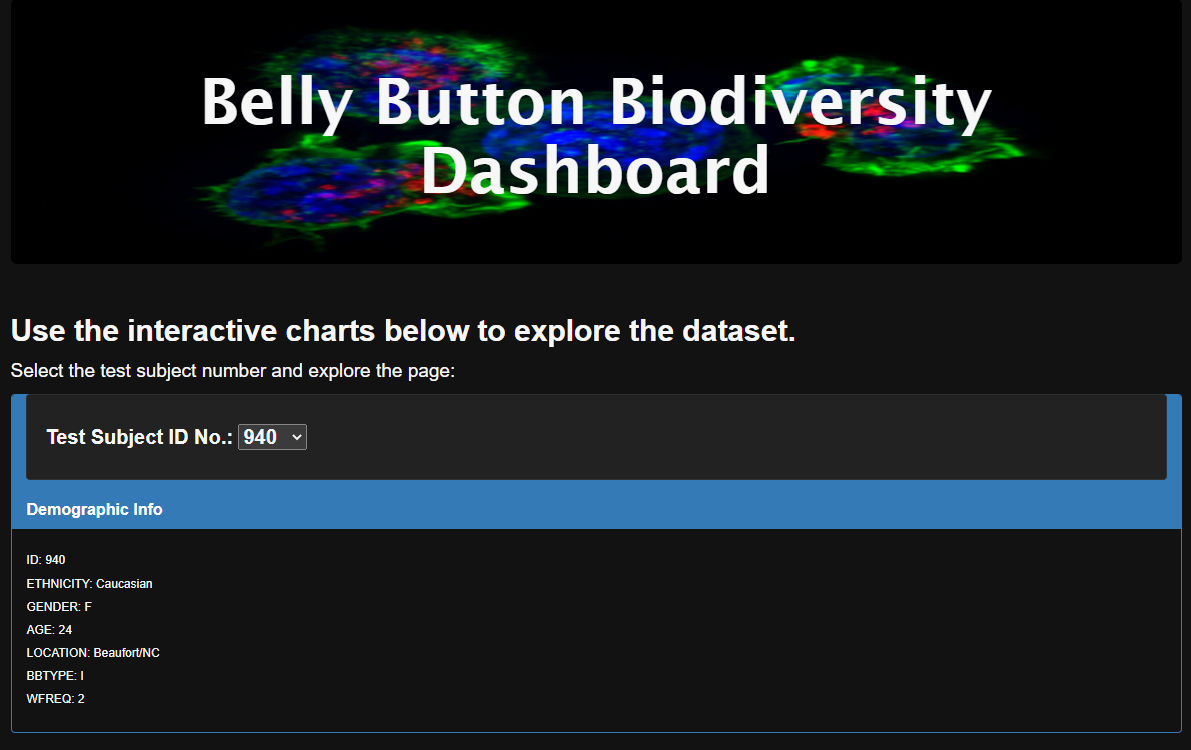 Belly Button Biodiversity
Dashboard
Use the interactive charts below to explore the dataset.
Select the test subject number and explore the page:
Test Subject ID No.: 940
Demographic Info
ID: 940
ETHNICITY: Caucasian
GENDER: F
AGE: 24
LOCATION: Beaufort/NC
BBTYPE: I
WFREQ: 2